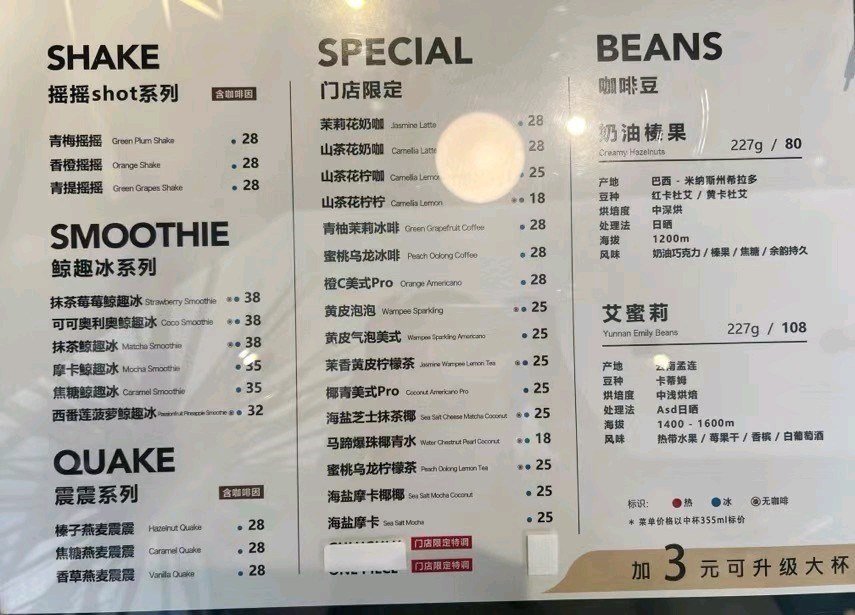 SHAKE
摇摇shot系列 含咖啡因
青梅摇摇 Green Plum Shake 28
香橙摇摇 Orange Shake 28
青提摇摇 Green Grapes Shake 28
SMOOTHIE
鲸趣冰系列
抹茶莓莓鲸趣冰 Strawberry Smoothie 38
可可奥利奥鲸趣冰 Coco Smoothie 38
抹茶鲸趣冰 Matcha Smoothie 38
摩卡鲸趣冰 Mocha Smoothie 35
焦糖鲸趣冰 Caramel Smoothie 35
西番莲菠萝鲸趣冰 Passionfruit Pineapple Smoothie 32
QUAKE
震震系列 含咖啡因
榛子燕麦震震 Hazelnut Quake 28
焦糖燕麦震震 Caramel Quake 28
香草燕麦震震 Vanilla Quake 28
SPECIAL
门店限定
茉莉花奶咖 Jasmine Latte 28
山茶花奶咖 Camellia Latte 28
山茶花柠咖 Camellia 25
山茶花柠柠 Camellia Lemon 18
青柚茉莉冰啡 Green Grapefruit Coffee 28
蜜桃乌龙冰啡 Peach Oolong Coffee 28
橙C美式Pro Orange Americano 28
黄皮泡泡 Wampee Sparkling 25
黄皮气泡美式 Wampee Sparkling Americano 25
茉香黄皮柠檬茶 Jasmine Wampee Lemon Tea 25
椰青美式Pro Coconut Americano Pro 25
海盐芝士抹茶椰 Sea Salt Cheese Matcha Coconut 25
马蹄爆珠椰青水 Water Chestnut Pearl Coconut 18
蜜桃乌龙柠檬茶 Peach Oolong Lemon Tea 25
海盐摩卡椰椰 Sea Salt Mocha Coconut 25
海盐摩卡 Sea Salt Mocha 25
门店限定特调
门店限定特调
BEANS
咖啡豆
奶油榛果
Creamy Hazelnuts 227g / 80
产地 巴西 - 米纳斯州希拉多
豆种 红卡杜艾 / 黄卡杜艾
烘焙度 中深烘
处理法 日晒
海拔 1200m
风味 奶油巧克力 / 榛果 / 焦糖 / 余韵持久
艾蜜莉
Yunnan Emily Beans 227g / 108
产地 云南孟连
豆种 卡蒂姆
烘焙度 中浅烘焙
处理法 Asd日晒
海拔 1400 - 1600m
风味 热带水果 / 莓果干 / 香槟 / 白葡萄酒
标识: 热 冰 无咖啡
* 菜单价格以中杯355ml标价
加3元可升级大杯